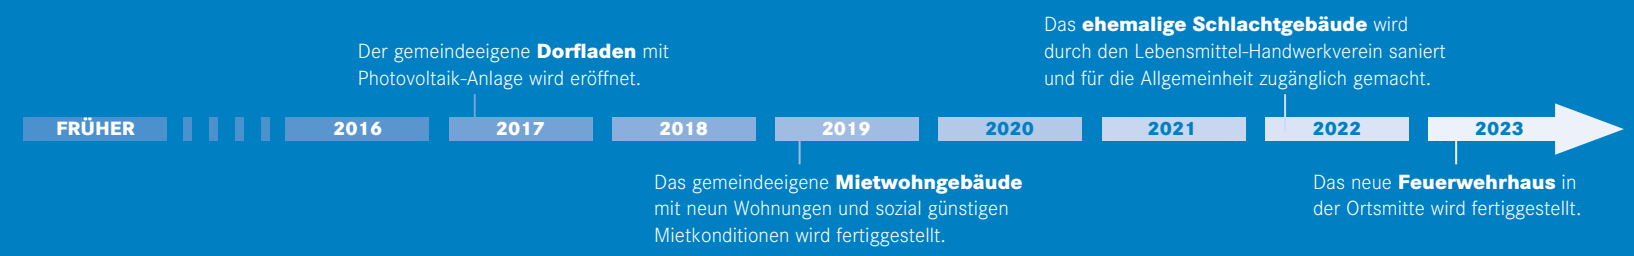 Das ehemalige Schlachtgebäude wird
durch den Lebensmittel-Handwerkverein saniert
und für die Allgemeinheit zugänglich gemacht.
Der gemeindeeigene Dorfladen mit
Photovoltaik-Anlage wird eröffnet.
FRÜHER 2016 2017 2018 2019 2020 2021 2022 2023
Das gemeindeeigene Mietwohngebäude
mit neun Wohnungen und sozial günstigen
Mietkonditionen wird fertiggestellt.
Das neue Feuerwehrhaus in
der Ortsmitte wird fertiggestellt.